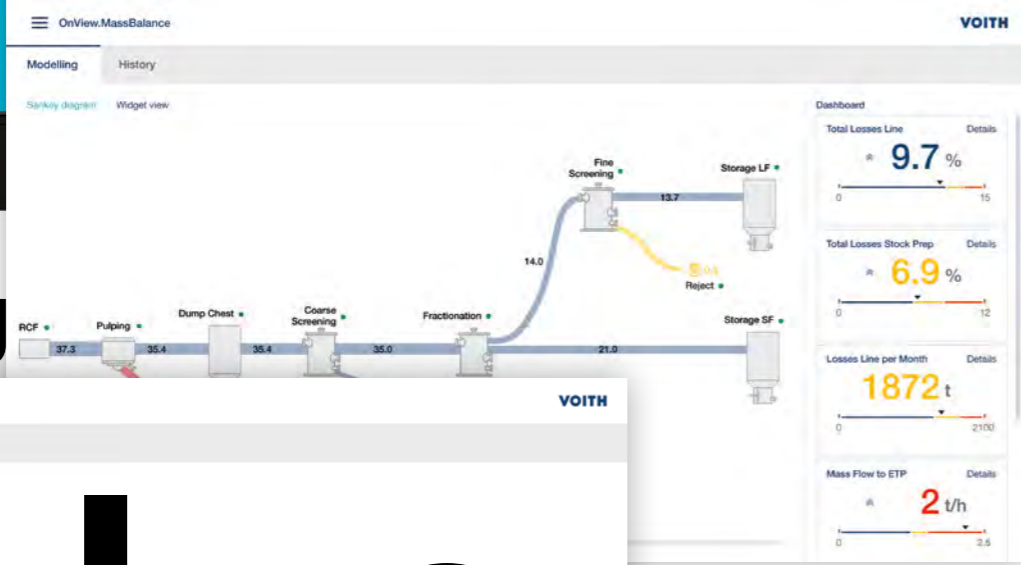 OnView.MassBalance
VOITH
Modelling History
Sankey diagram Widget view
Dashboard
Total Losses Line Details
9.7 %
0 15
Total Losses Stock Prep Details
6.9 %
0 12
Losses Line per Month Details
1872 t
0 2100
Mass Flow to ETP Details
2 t/h
0 2.5
Fine
Screening
Storage LF
13.7
14.0
Reject
RCF
Pulping
Dump Chest
Coarse
Screening
Fractionation
Storage SF
37.3 35.4 35.4 35.0 21.0
VOITH